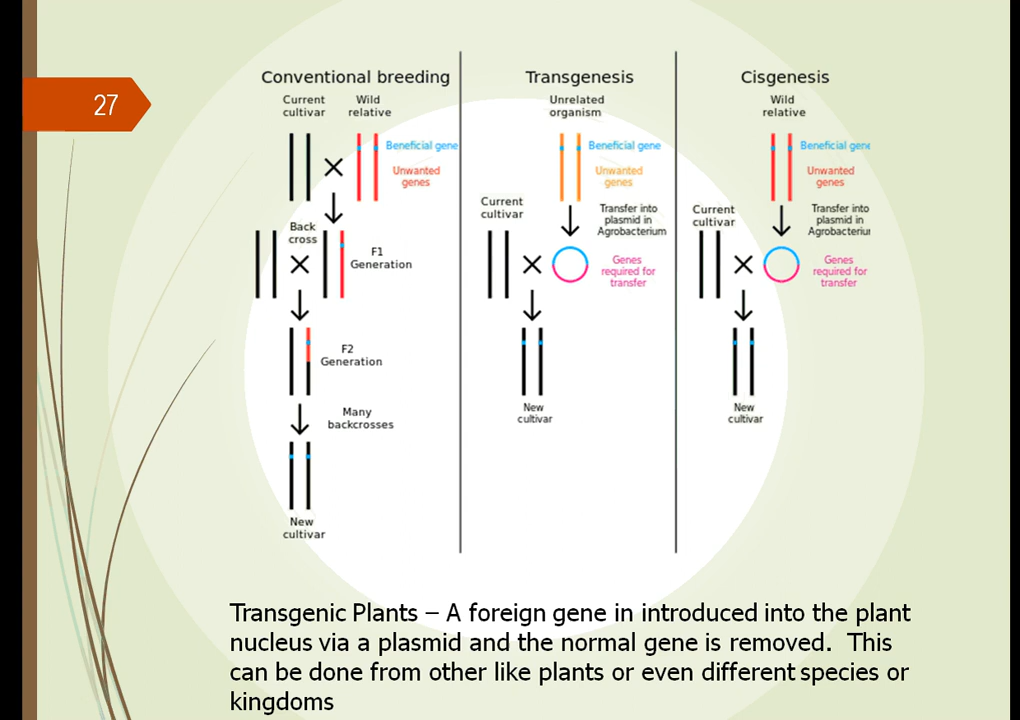 27
Conventional breeding
Current
cultivar
Wild
relative
Beneficial gene
Unwanted
genes
Back
cross
F1
Generation
F2
Generation
Many
backcrosses
New
cultivar
Transgenesis
Unrelated
organism
Beneficial gene
Unwanted
genes
Current
cultivar
Transfer into
plasmid in
Agrobacterium
Genes
required for
transfer
New
cultivar
Cisgenesis
Wild
relative
Beneficial gene
Unwanted
genes
Current
cultivar
Transfer into
plasmid in
Agrobacteriur
Genes
required for
transfer
New
cultivar
Transgenic Plants – A foreign gene in introduced into the plant
nucleus via a plasmid and the normal gene is removed. This
can be done from other like plants or even different species or
kingdoms